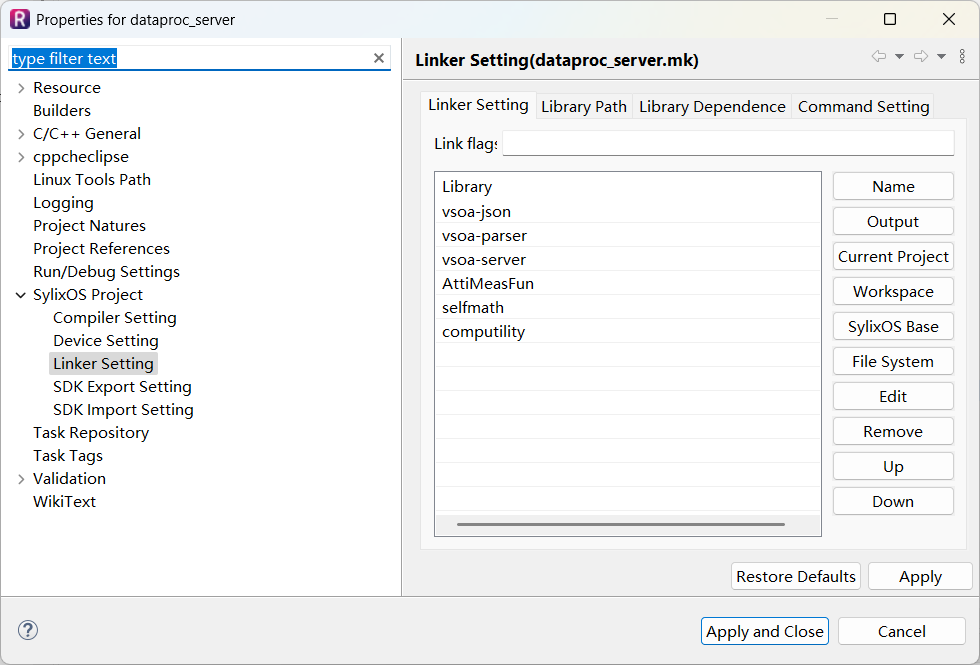 R Properties for dataproc_server
type filter text
Resource
Builders
C/C++ General
cppcheclipse
Linux Tools Path
Logging
Project Natures
Project References
Run/Debug Settings
SylixOS Project
Compiler Setting
Device Setting
Linker Setting
SDK Export Setting
SDK Import Setting
Task Repository
Task Tags
Validation
WikiText
Linker Setting(dataproc_server.mk)
Linker Setting Library Path Library Dependence Command Setting
Link flags
Library
vsoa-json
vsoa-parser
vsoa-server
AttiMeasFun
selfmath
computility
Name
Output
Current Project
Workspace
SylixOS Base
File System
Edit
Remove
Up
Down
Restore Defaults Apply
? Apply and Close Cancel